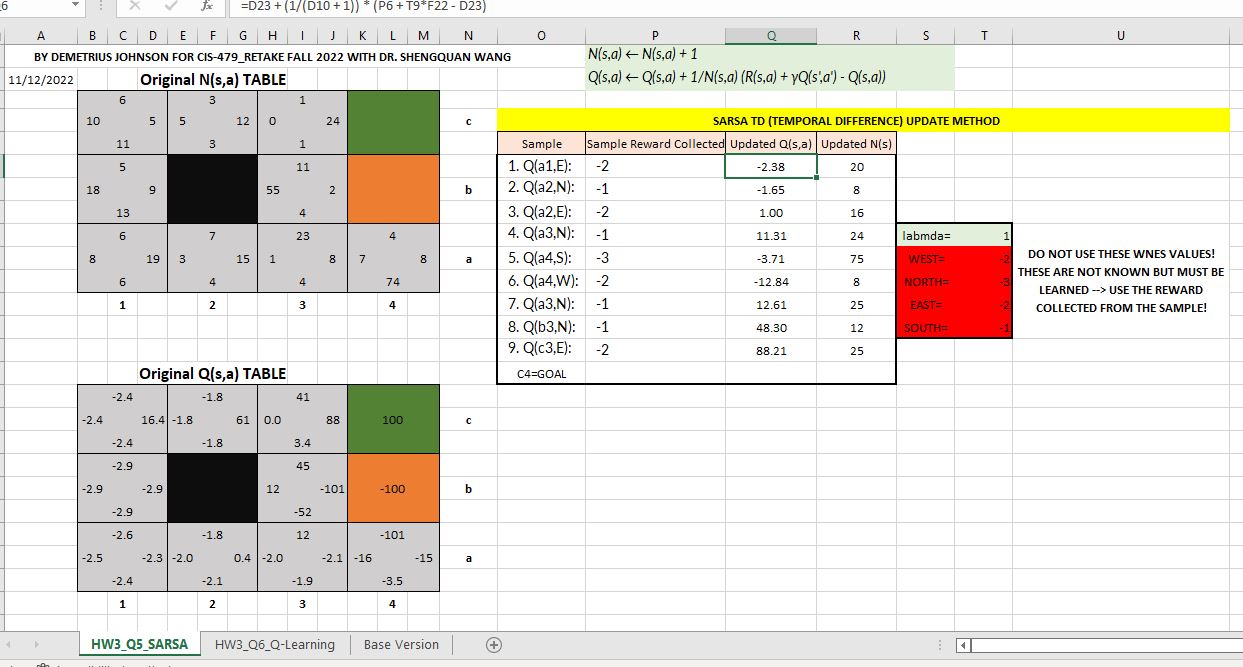 6 fx =D23 + (1/(D10 + 1)) * (P6 + T9*F22 - D23)
A B C D E F G H I J K L M N O P Q R S T U
BY DEMETRIUS JOHNSON FOR CIS-479_RETAKE FALL 2022 WITH DR. SHENGQUAN WANG N(s,a) ← N(s,a) + 1
11/12/2022 Original N(s,a) TABLE Q(s,a) ← Q(s,a) + 1/N(s,a) (R(s,a) + γQ(s',a') - Q(s,a))
6 3 1
10 5 5 12 0 24 c SARSA TD (TEMPORAL DIFFERENCE) UPDATE METHOD
11 3 1 Sample Sample Reward Collected Updated Q(s,a) Updated N(s)
5 11 1. Q(a1,E): -2 -2.38 20
18 9 55 2 b 2. Q(a2,N): -1 -1.65 8
13 4 3. Q(a2,E): -2 1.00 16
6 7 23 4 4. Q(a3,N): -1 11.31 24 labmda= 1
8 19 3 15 1 8 7 8 a 5. Q(a4,S): -3 -3.71 75 WEST= -2 DO NOT USE THESE WNES VALUES!
6 4 4 74 6. Q(a4,W): -2 -12.84 8 NORTH= -3 THESE ARE NOT KNOWN BUT MUST BE
1 2 3 4 7. Q(a3,N): -1 12.61 25 EAST= -2 LEARNED --> USE THE REWARD
8. Q(b3,N): -1 48.30 12 SOUTH= -1 COLLECTED FROM THE SAMPLE!
9. Q(c3,E): -2 88.21 25
Original Q(s,a) TABLE C4=GOAL
-2.4 -1.8 41
-2.4 16.4 -1.8 61 0.0 88 100 c
-2.4 -1.8 3.4
-2.9 45
-2.9 -2.9 12 -101 -100 b
-2.9 -52
-2.6 -1.8 12 -101
-2.5 -2.3 -2.0 0.4 -2.0 -2.1 -16 -15 a
-2.4 -2.1 -1.9 -3.5
1 2 3 4
HW3_Q5_SARSA HW3_Q6_Q-Learning Base Version